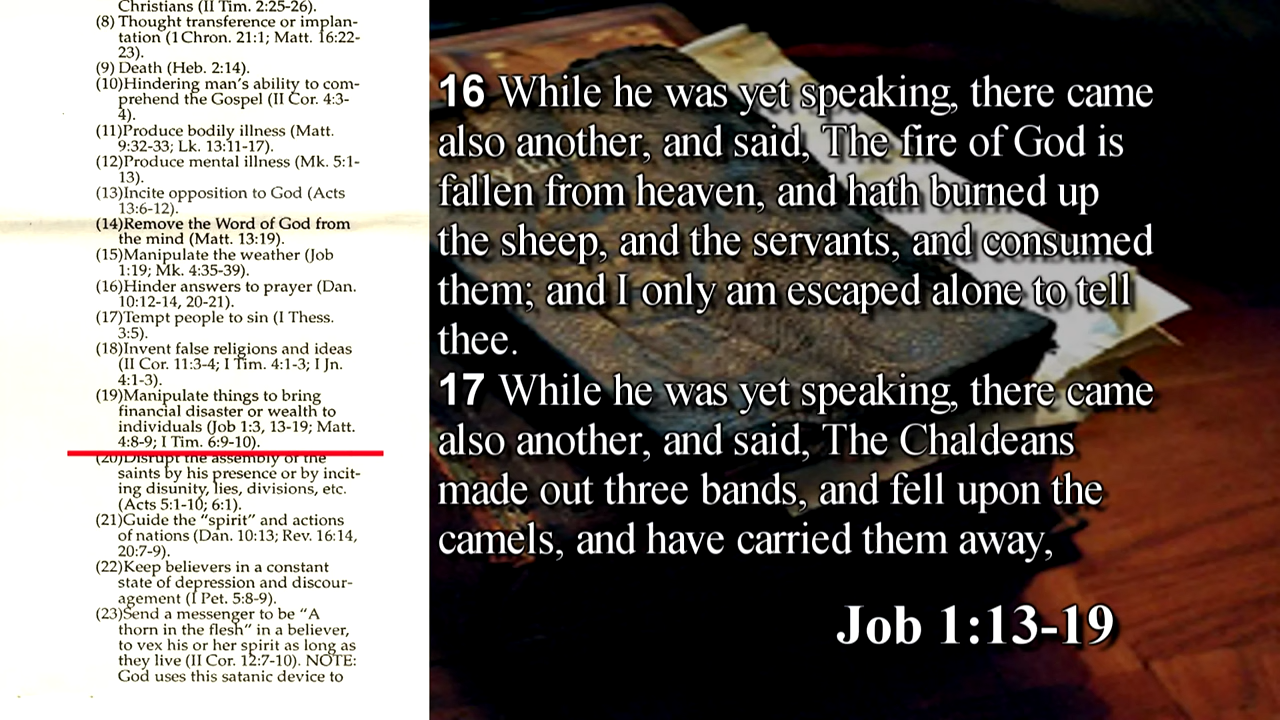 Christians (II Tim. 2:25-26).
(8) Thought transference or implan-
tation (1 Chron. 21:1; Matt. 16:22-
23).
(9) Death (Heb. 2:14).
(10)Hindering man's ability to com-
prehend the Gospel (II Cor. 4:3-
4).
(11)Produce bodily illness (Matt.
9:32-33; Lk. 13:11-17).
(12)Produce mental illness (Mk. 5:1-
13).
(13)Incite opposition to God (Acts
13:6-12).
(14)Remove the Word of God from
the mind (Matt. 13:19).
(15)Manipulate the weather (Job
1:19; Mk. 4:35-39).
(16)Hinder answers to prayer (Dan.
10:12-14, 20-21).
(17)Tempt people to sin (I Thess.
3:5).
(18)Invent false religions and ideas
(II Cor. 11:3-4; I Tim. 4:1-3; I Jn.
4:1-3).
(19)Manipulate things to bring
financial disaster or wealth to
individuals (Job 1:3, 13-19; Matt.
4:8-9; I Tim. 6:9-10).
(20)Disrupt the assembly of the
saints by his presence or by incit-
ing disunity, lies, divisions, etc.
(Acts 5:1-10; 6:1).
(21)Guide the "spirit" and actions
of nations (Dan. 10:13; Rev. 16:14,
20:7-9).
(22)Keep believers in a constant
state of depression and discour-
agement (I Pet. 5:8-9).
(23)Send a messenger to be "A
thorn in the flesh" in a believer,
to vex his or her spirit as long as
they live (II Cor. 12:7-10). NOTE:
God uses this satanic device to
16 While he was yet speaking, there came
also another, and said, The fire of God is
fallen from heaven, and hath burned up
the sheep, and the servants, and consumed
them; and I only am escaped alone to tell
thee.
17 While he was yet speaking, there came
also another, and said, The Chaldeans
made out three bands, and fell upon the
camels, and have carried them away,
Job 1:13-19